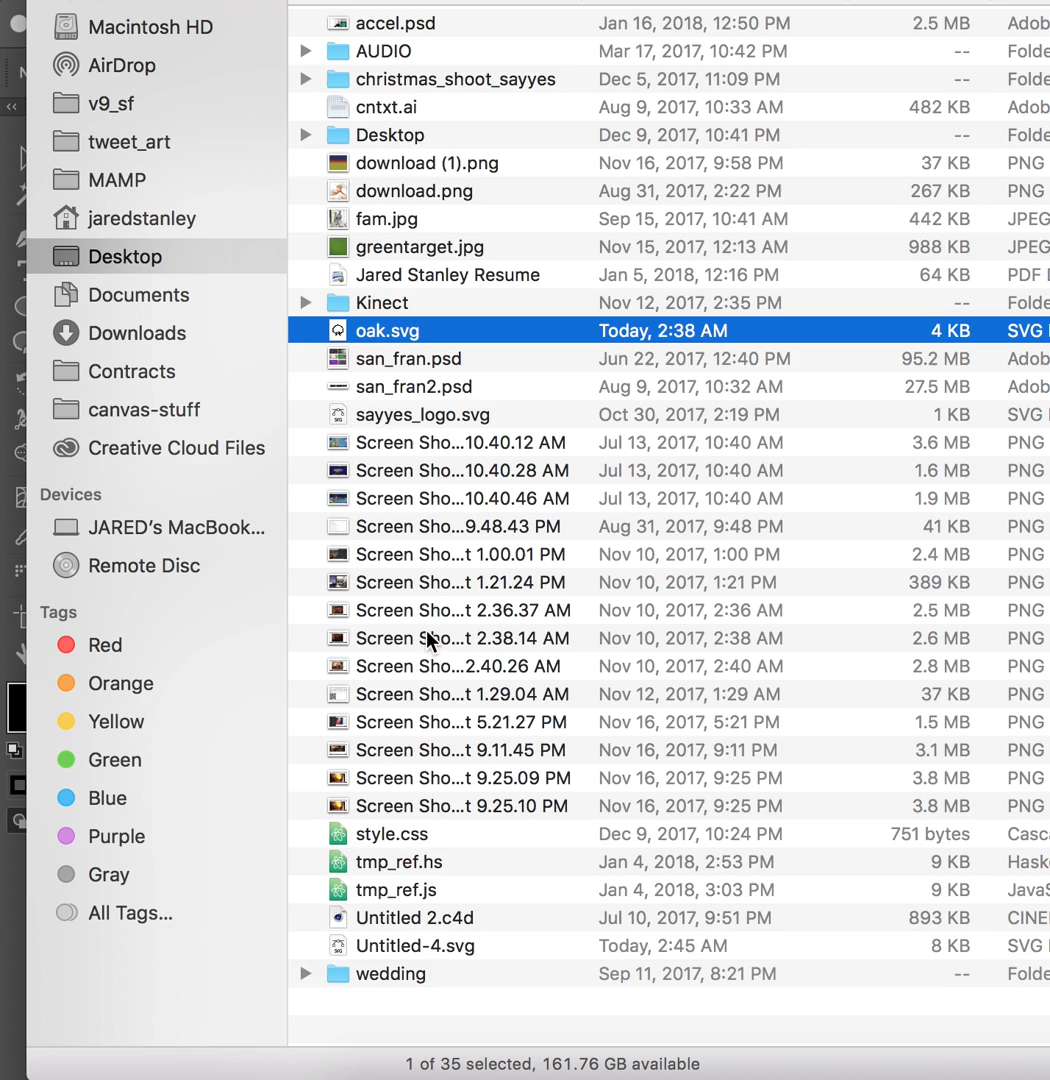 Macintosh HD
AirDrop
v9_sf
tweet_art
MAMP
jaredstanley
Desktop
Documents
Downloads
Contracts
canvas-stuff
Creative Cloud Files
Devices
JARED’s MacBook...
Remote Disc
Tags
Red
Orange
Yellow
Green
Blue
Purple
Gray
All Tags...
accel.psd Jan 16, 2018, 12:50 PM 2.5 MB Adob
AUDIO Mar 17, 2017, 10:42 PM -- Folde
christmas_shoot_sayyes Dec 5, 2017, 11:09 PM -- Folde
cntxt.ai Aug 9, 2017, 10:33 AM 482 KB Adob
Desktop Dec 9, 2017, 10:41 PM -- Folde
download (1).png Nov 16, 2017, 9:58 PM 37 KB PNG
download.png Aug 31, 2017, 2:22 PM 267 KB PNG
fam.jpg Sep 15, 2017, 10:41 AM 442 KB JPEG
greentarget.jpg Nov 15, 2017, 12:13 AM 988 KB JPEG
Jared Stanley Resume Jan 5, 2018, 12:16 PM 64 KB PDF
Kinect Nov 12, 2017, 2:35 PM -- Folde
oak.svg Today, 2:38 AM 4 KB SVG
san_fran.psd Jun 22, 2017, 12:40 PM 95.2 MB Adob
san_fran2.psd Aug 9, 2017, 10:32 AM 27.5 MB Adob
sayyes_logo.svg Oct 30, 2017, 2:19 PM 1 KB SVG
Screen Sho...10.40.12 AM Jul 13, 2017, 10:40 AM 3.6 MB PNG
Screen Sho...10.40.28 AM Jul 13, 2017, 10:40 AM 1.6 MB PNG
Screen Sho...10.40.46 AM Jul 13, 2017, 10:40 AM 1.9 MB PNG
Screen Sho...9.48.43 PM Aug 31, 2017, 9:48 PM 41 KB PNG
Screen Sho...t 1.00.01 PM Nov 10, 2017, 1:00 PM 2.4 MB PNG
Screen Sho...t 1.21.24 PM Nov 10, 2017, 1:21 PM 389 KB PNG
Screen Sho...t 2.36.37 AM Nov 10, 2017, 2:36 AM 2.5 MB PNG
Screen Sho...t 2.38.14 AM Nov 10, 2017, 2:38 AM 2.6 MB PNG
Screen Sho...2.40.26 AM Nov 10, 2017, 2:40 AM 2.8 MB PNG
Screen Sho...t 1.29.04 AM Nov 12, 2017, 1:29 AM 37 KB PNG
Screen Sho...t 5.21.27 PM Nov 16, 2017, 5:21 PM 1.5 MB PNG
Screen Sho...t 9.11.45 PM Nov 16, 2017, 9:11 PM 3.1 MB PNG
Screen Sho...t 9.25.09 PM Nov 16, 2017, 9:25 PM 3.8 MB PNG
Screen Sho...t 9.25.10 PM Nov 16, 2017, 9:25 PM 3.8 MB PNG
style.css Dec 9, 2017, 10:24 PM 751 bytes Casca
tmp_ref.hs Jan 4, 2018, 2:53 PM 9 KB Haske
tmp_ref.js Jan 4, 2018, 3:03 PM 9 KB JavaS
Untitled 2.c4d Jul 10, 2017, 9:51 PM 893 KB CINE
Untitled-4.svg Today, 2:45 AM 8 KB SVG
wedding Sep 11, 2017, 8:21 PM -- Folde
1 of 35 selected, 161.76 GB available